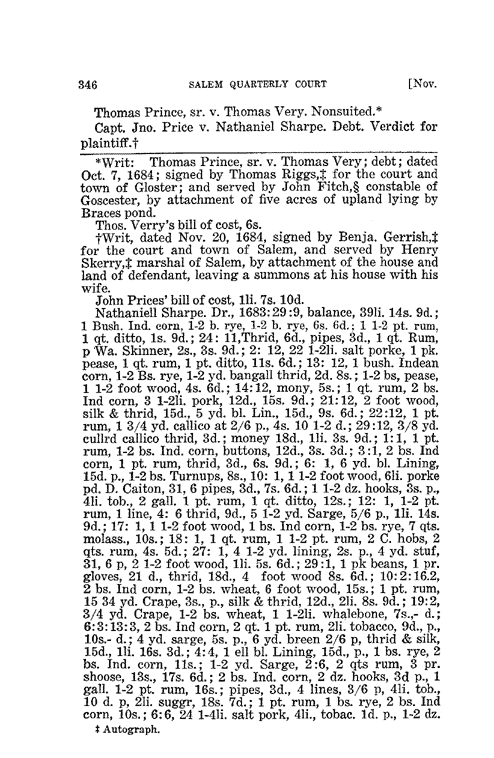 346 SALEM QUARTERLY COURT [Nov.
Thomas Prince, sr. v. Thomas Very. Nonsuited.*
Capt. Jno. Price v. Nathaniel Sharpe. Debt. Verdict for
plaintiff.†
*Writ: Thomas Prince, sr. v. Thomas Very; debt; dated
Oct. 7, 1684; signed by Thomas Riggs,‡ for the court and
town of Gloster; and served by John Fitch,§ constable of
Goscester, by attachment of five acres of upland lying by
Braces pond.
Thos. Verry's bill of cost, 6s.
†Writ, dated Nov. 20, 1684, signed by Benja. Gerrish,‡
for the court and town of Salem, and served by Henry
Skerry,‡ marshal of Salem, by attachment of the house and
land of defendant, leaving a summons at his house with his
wife.
John Prices' bill of cost, 1li. 7s. 10d.
Nathaniell Sharpe. Dr., 1683:29:9, balance, 39li. 14s. 9d.;
1 Bush. Ind. corn, 1-2 b. rye, 1-2 b. rye, 6s. 6d.; 1 1-2 pt. rum,
1 qt. ditto, 1s. 9d.; 24: 11,Thrid, 6d., pipes, 3d., 1 qt. Rum,
p Wa. Skinner, 2s., 3s. 9d.; 2: 12, 22 1-2li. salt porke, 1 pk.
pease, 1 qt. rum, 1 pt. ditto, 11s. 6d.; 13: 12, 1 bush. Indean
corn, 1-2 Bs. rye, 1-2 yd. bangall thrid, 2d. 8s.; 1-2 bs, pease,
1 1-2 foot wood, 4s. 6d.; 14:12, mony, 5s.; 1 qt. rum, 2 bs.
Ind corn, 3 1-2li. pork, 12d., 15s. 9d.; 21:12, 2 foot wood,
silk & thrid, 15d., 5 yd. bl. Lin., 15d., 9s. 6d.; 22:12, 1 pt.
rum, 1 3/4 yd. callico at 2/6 p., 4s. 10 1-2 d.; 29:12, 3/8 yd.
cullrd callico thrid, 3d.; money 18d., 1li. 3s. 9d.; 1:1, 1 pt.
rum, 1-2 bs. Ind. corn, buttons, 12d., 3s. 3d.; 3:1, 2 bs. Ind
corn, 1 pt. rum, thrid, 3d., 6s. 9d.; 6: 1, 6 yd. bl. Lining,
15d. p., 1-2 bs. Turnups, 8s., 10: 1, 1 1-2 foot wood, 6li. porke
pd. D. Caiton, 31, 6 pipes, 3d., 7s. 6d.; 1 1-2 dz. hooks, 3s. p.,
4li. tob., 2 gall. 1 pt. rum, 1 qt. ditto, 12s.; 12: 1, 1-2 pt.
rum, 1 line, 4: 6 thrid, 9d., 5 1-2 yd. Sarge, 5/6 p., 1li. 14s.
9d.; 17: 1, 1 1-2 foot wood, 1 bs. Ind corn, 1-2 bs. rye, 7 qts.
molass., 10s.; 18: 1, 1 qt. rum, 1 1-2 pt. rum, 2 C. hobs, 2
qts. rum, 4s. 5d.; 27: 1, 4 1-2 yd. lining, 2s. p., 4 yd. stuf,
31, 6 p, 2 1-2 foot wood, 1li. 5s. 6d.; 29:1, 1 pk beans, 1 pr.
gloves, 21 d., thrid, 18d., 4 foot wood 8s. 6d.; 10:2:16.2,
2 bs. Ind corn, 1-2 bs. wheat, 6 foot wood, 15s.; 1 pt. rum,
15 34 yd. Crape, 3s., p., silk & thrid, 12d., 2li. 8s. 9d.; 19:2,
3/4 yd. Crape, 1-2 bs. wheat, 1 1-2li. whalebone, 7s.,- d.;
6:3:13:3, 2 bs. Ind corn, 2 qt. 1 pt. rum, 2li. tobacco, 9d., p.,
10s.- d.; 4 yd. sarge, 5s. p., 6 yd. breen 2/6 p, thrid & silk,
15d., 1li. 16s. 3d.; 4:4, 1 ell bl. Lining, 15d., p., 1 bs. rye, 2
bs. Ind. corn, 11s.; 1-2 yd. Sarge, 2:6, 2 qts rum, 3 pr.
shoose, 13s., 17s. 6d.; 2 bs. Ind. corn, 2 dz. hooks, 3d p., 1
gall. 1-2 pt. rum, 16s.; pipes, 3d., 4 lines, 3/6 p, 4li. tob.,
10 d. p, 2li. suggr, 18s. 7d.; 1 pt. rum, 1 bs. rye, 2 bs. Ind
corn, 10s.; 6:6, 24 1-4li. salt pork, 4li., tobac. 1d. p., 1-2 dz.
‡ Autograph.